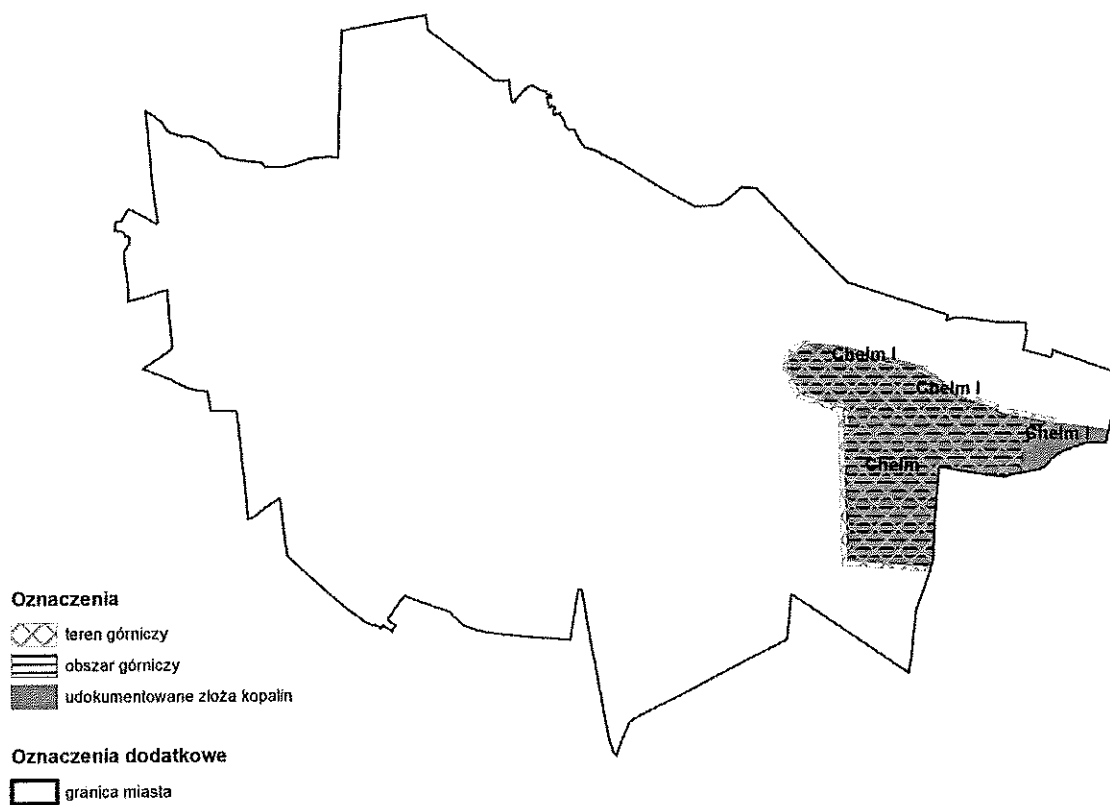 Chełm I
Chełm I
Chełm I
Chełm
Oznaczenia
teren górniczy
obszar górniczy
udokumentowane złoża kopalin
Oznaczenia dodatkowe
granica miasta